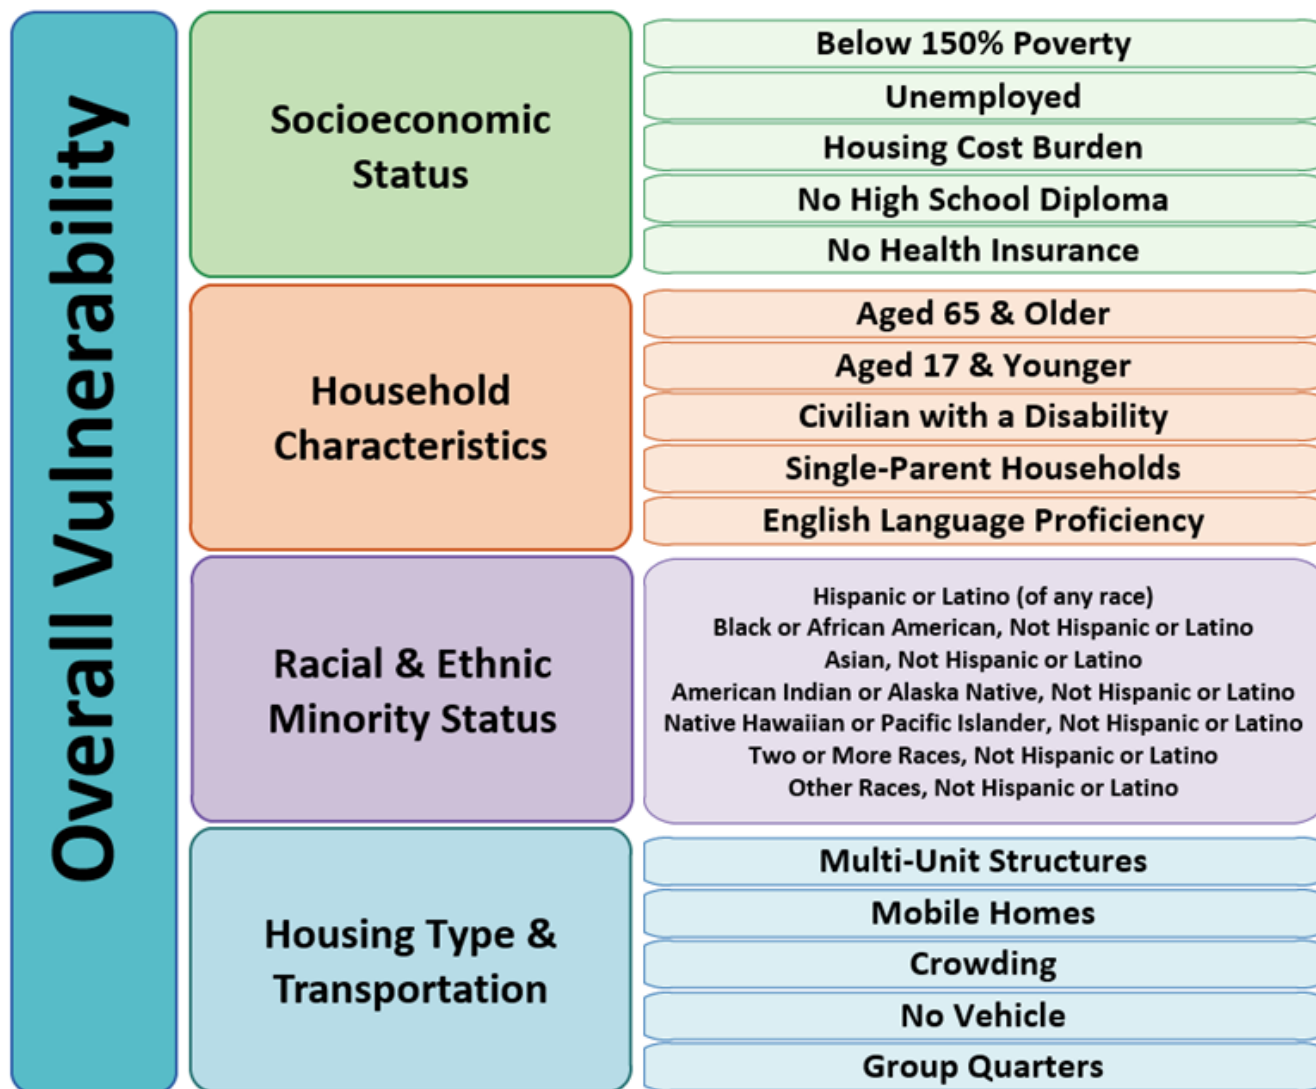 Overall Vulnerability
Socioeconomic
Status
Below 150% Poverty
Unemployed
Housing Cost Burden
No High School Diploma
No Health Insurance
Household
Characteristics
Aged 65 & Older
Aged 17 & Younger
Civilian with a Disability
Single-Parent Households
English Language Proficiency
Racial & Ethnic
Minority Status
Hispanic or Latino (of any race)
Black or African American, Not Hispanic or Latino
Asian, Not Hispanic or Latino
American Indian or Alaska Native, Not Hispanic or Latino
Native Hawaiian or Pacific Islander, Not Hispanic or Latino
Two or More Races, Not Hispanic or Latino
Other Races, Not Hispanic or Latino
Housing Type &
Transportation
Multi-Unit Structures
Mobile Homes
Crowding
No Vehicle
Group Quarters